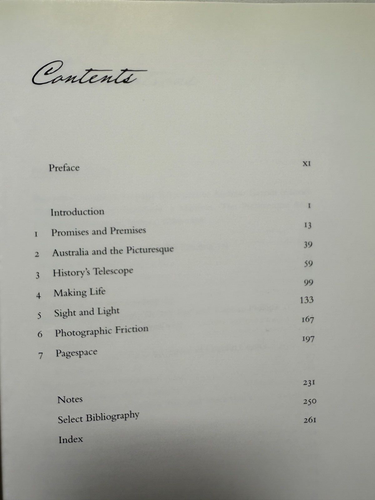 Contents
Preface XI
Introduction 1
1 Promises and Premises 13
2 Australia and the Picturesque 39
3 History's Telescope 59
4 Making Life 99
5 Sight and Light 133
6 Photographic Friction 167
7 Pagespace 197
Notes 231
Select Bibliography 250
Index 261